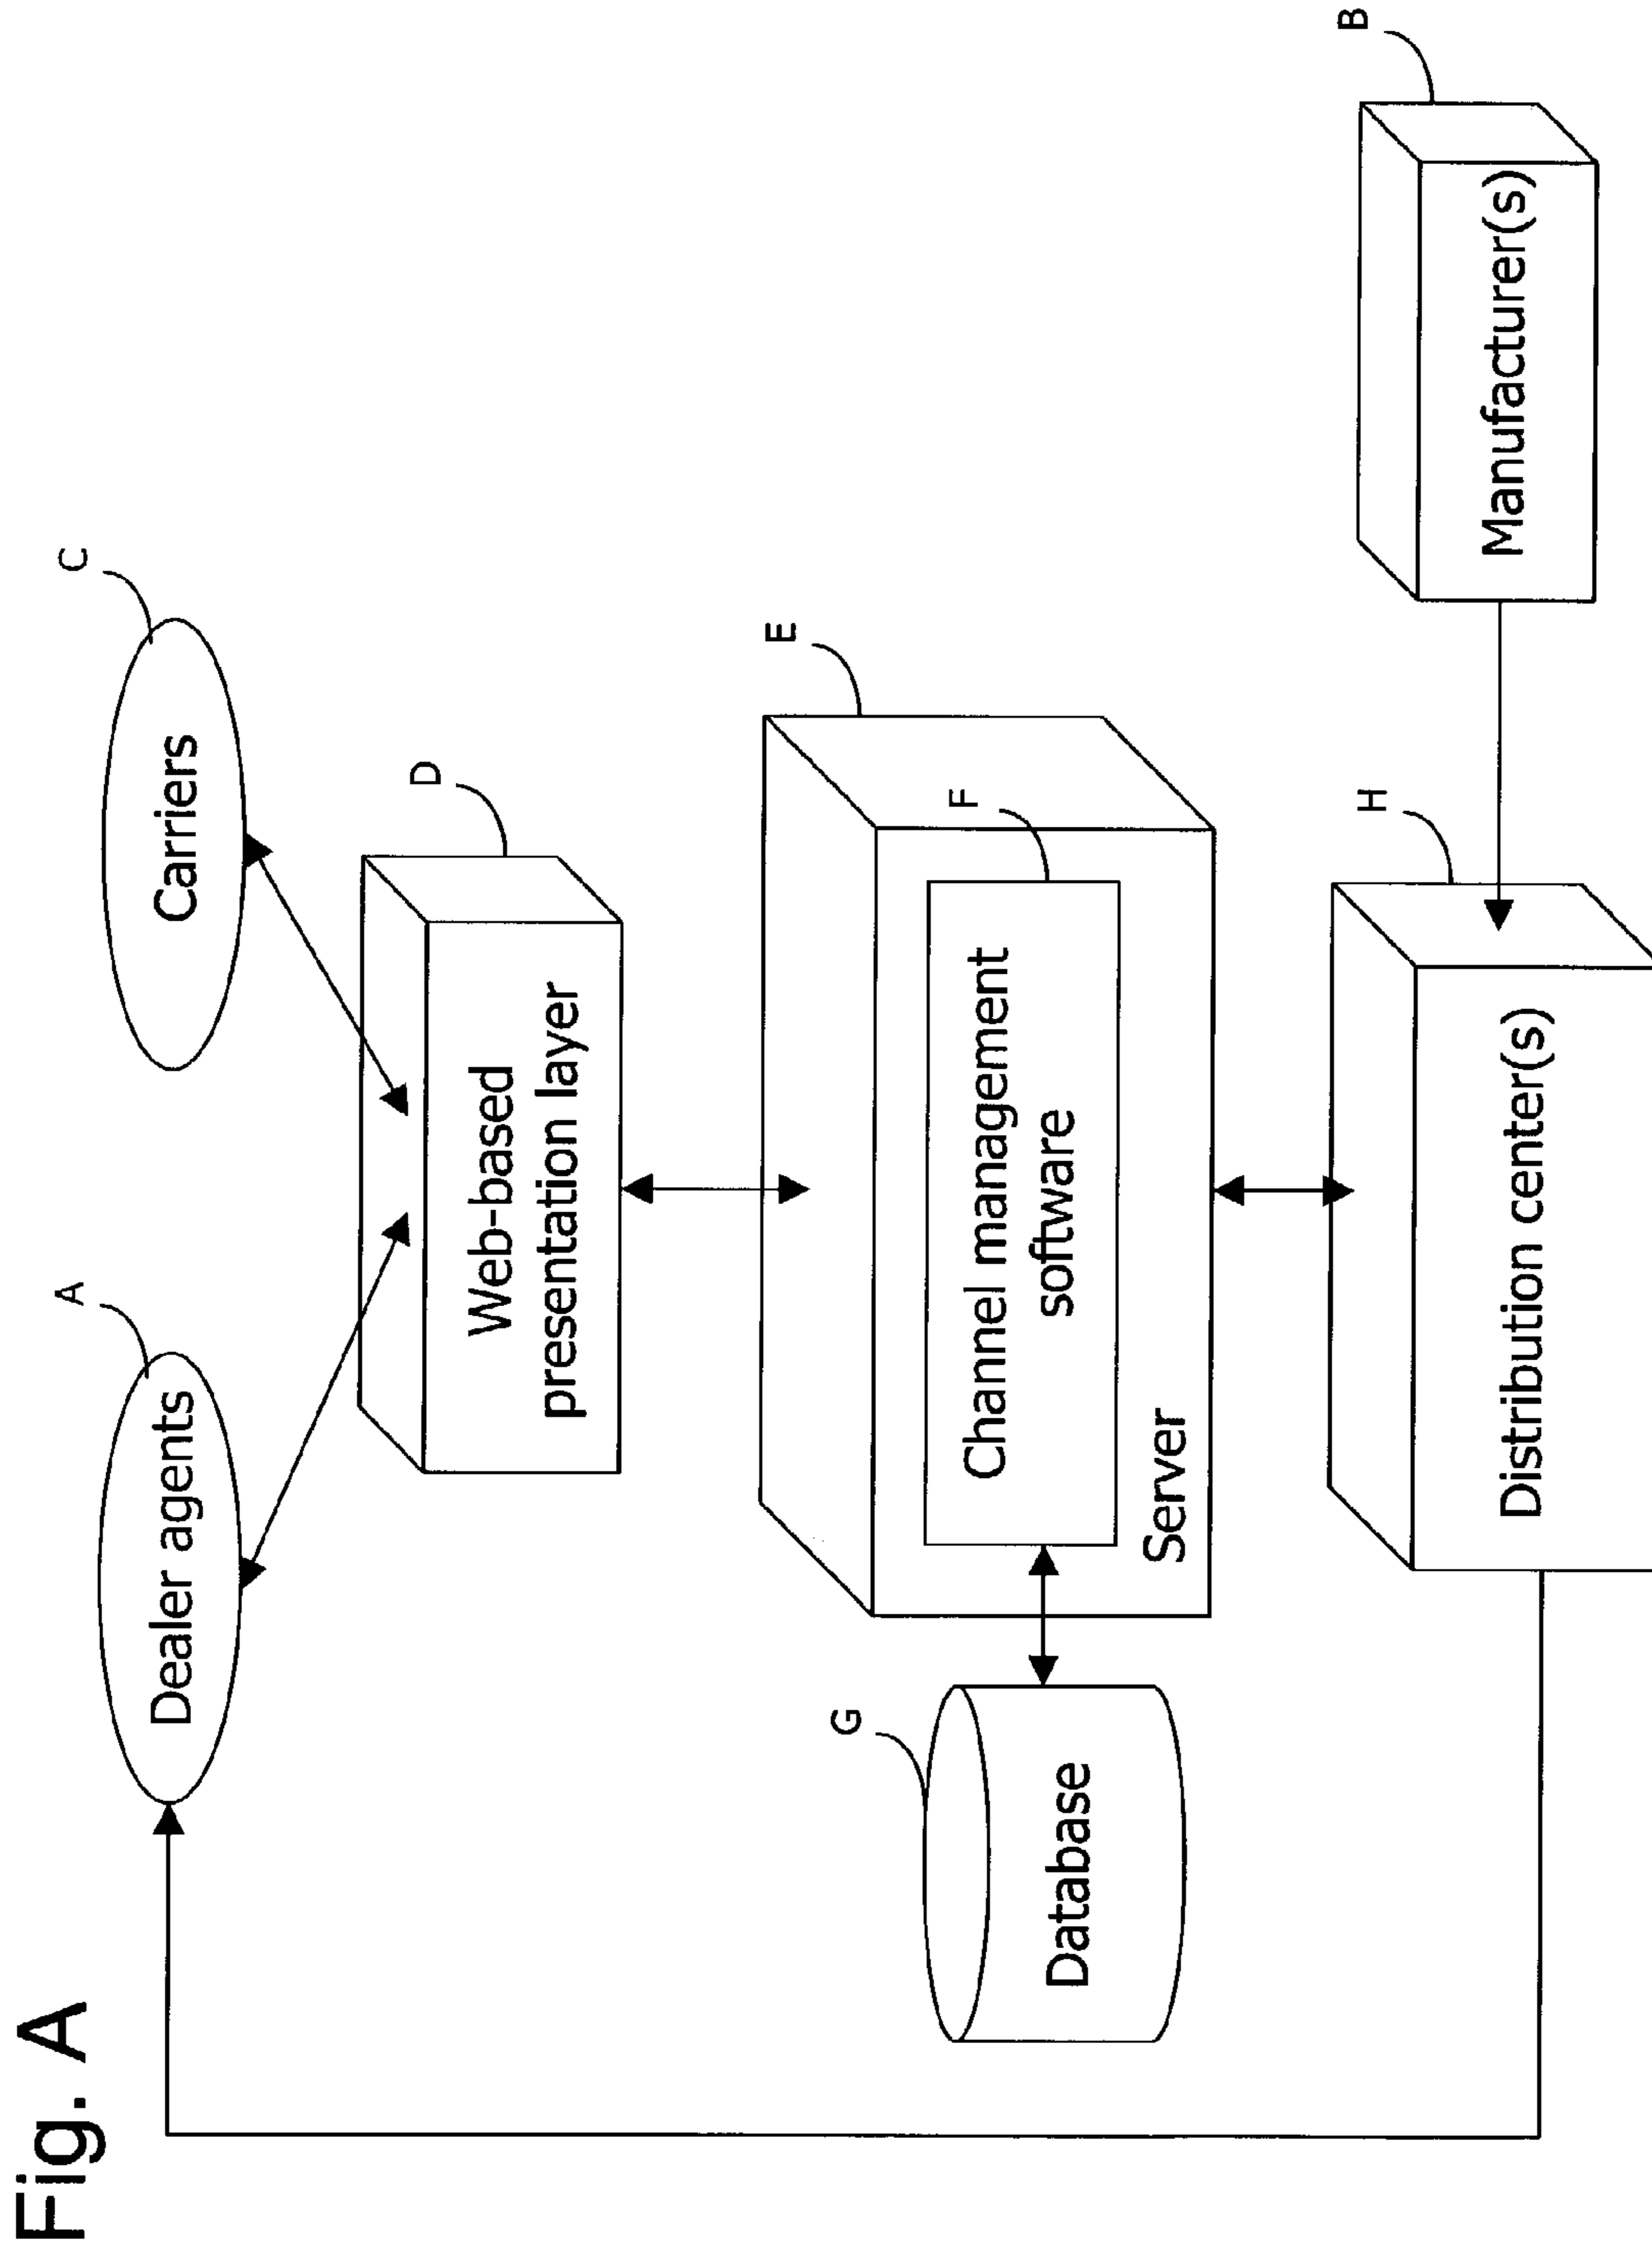 Fig. A
A
Dealer agents
C
Carriers
D
Web-based
presentation layer
E
F
Channel management
software
Server
G
Database
H
Distribution center(s)
B
Manufacturer(s)